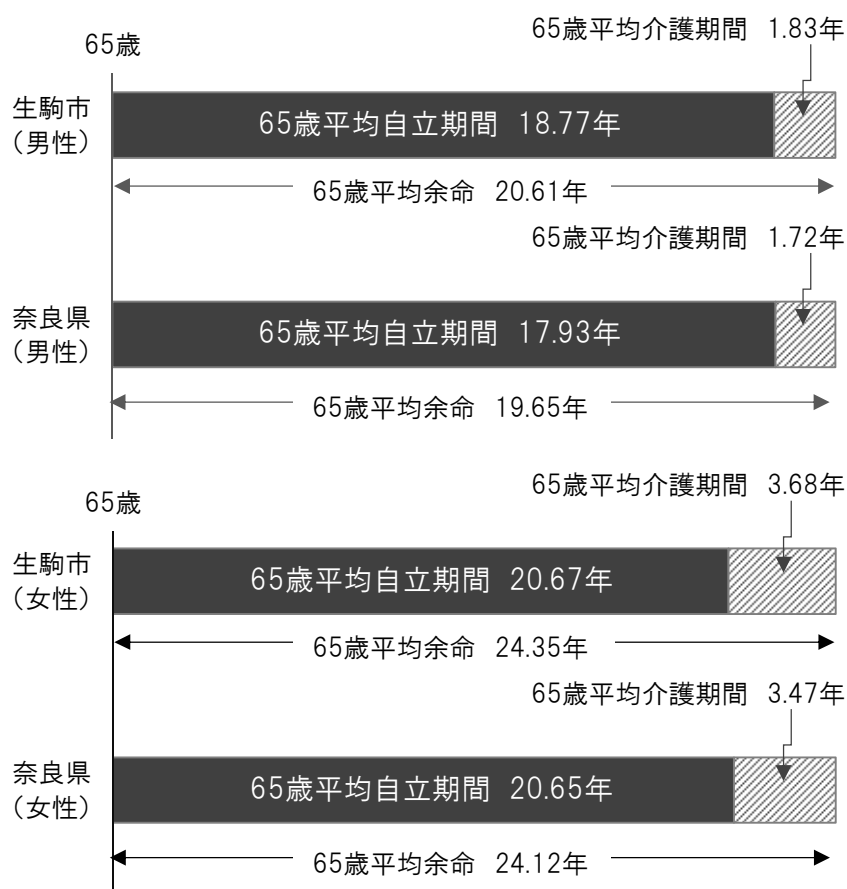 65歳平均介護期間 1.83年
65歳
生駒市
（男性）
65歳平均自立期間 18.77年
65歳平均余命 20.61年
65歳平均介護期間 1.72年
奈良県
（男性）
65歳平均自立期間 17.93年
65歳平均余命 19.65年
65歳平均介護期間 3.68年
65歳
生駒市
（女性）
65歳平均自立期間 20.67年
65歳平均余命 24.35年
65歳平均介護期間 3.47年
奈良県
（女性）
65歳平均自立期間 20.65年
65歳平均余命 24.12年